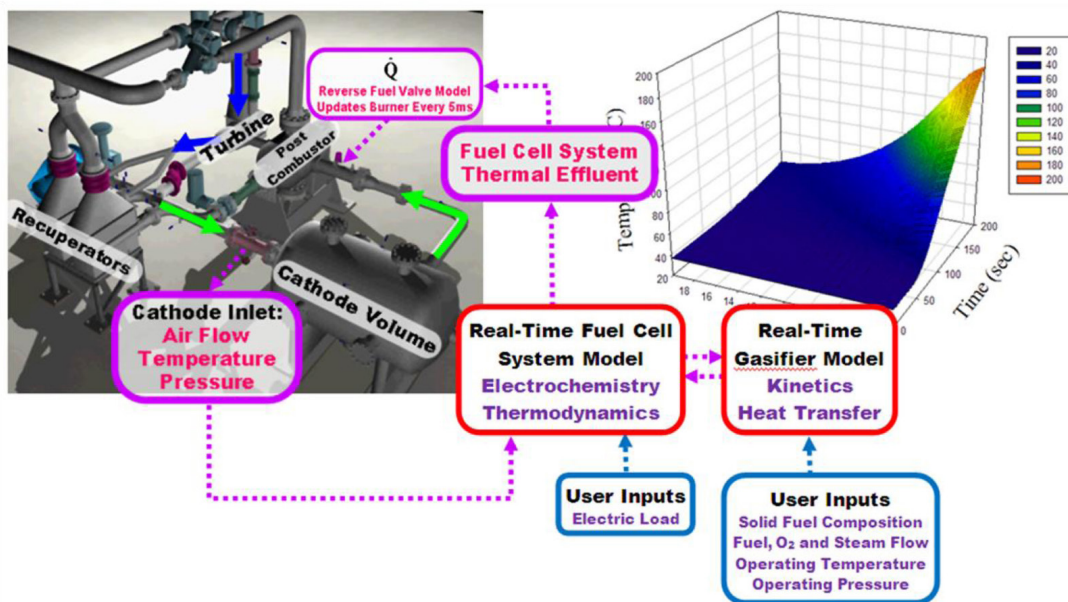 Q̇
Reverse Fuel Valve Model
Updates Burner Every 5ms
Turbine
Post
Combustor
Recuperators
Cathode Volume
Fuel Cell System
Thermal Effluent
Cathode Inlet:
Air Flow
Temperature
Pressure
Real-Time Fuel Cell
System Model
Electrochemistry
Thermodynamics
Real-Time
Gasifier Model
Kinetics
Heat Transfer
User Inputs
Electric Load
User Inputs
Solid Fuel Composition
Fuel, O₂ and Steam Flow
Operating Temperature
Operating Pressure
200
180
160
100
80
60
40
20
18
16
14
0
50
100
150
200
Time (sec)
20
40
60
80
100
120
140
160
180
200